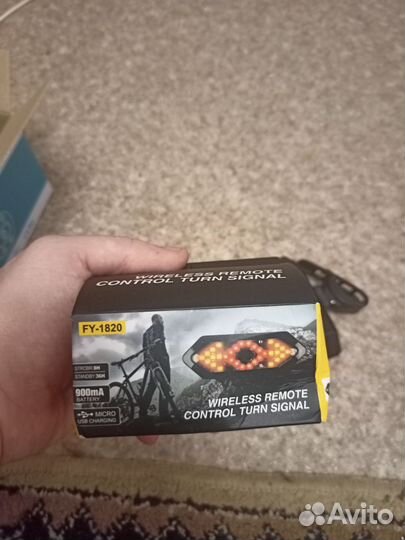 WIRELESS REMOTE
CONTROL TURN SIGNAL
FY-1820
STROBR 8H
STANDBY 36H
900mA
BATTERY
MICRO
USB CHARGING
WIRELESS REMOTE
CONTROL TURN SIGNAL
Avito